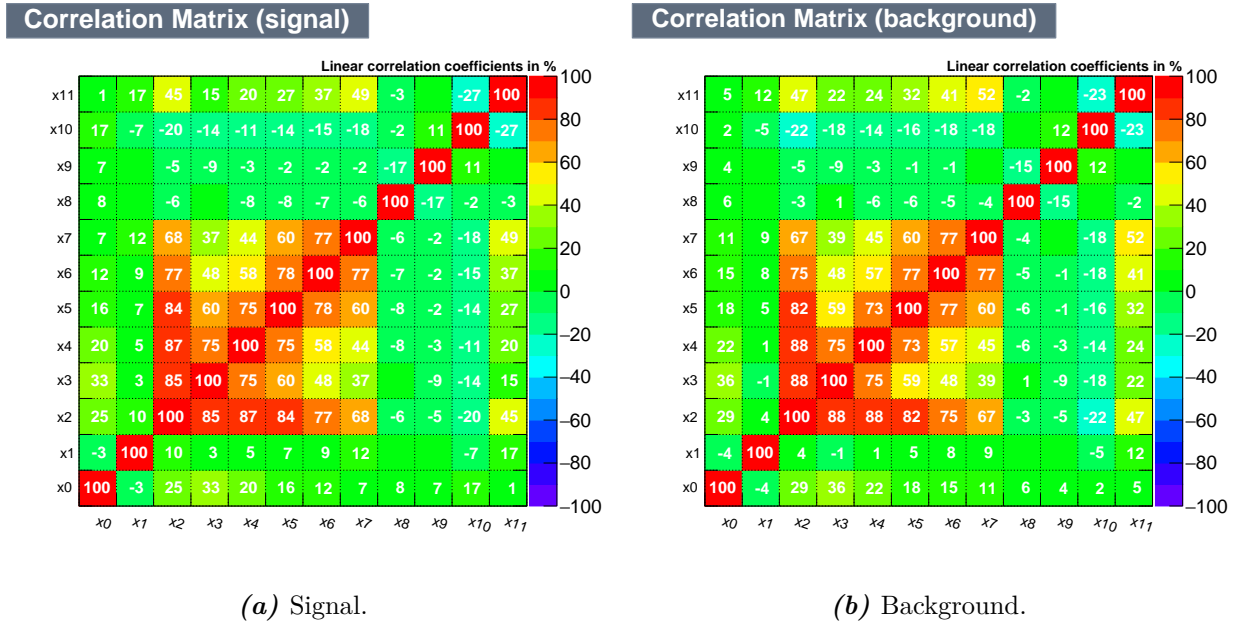 Correlation Matrix (signal)
Linear correlation coefficients in %
x11 1 17 45 15 20 27 37 49 -3 -27 100
x10 17 -7 -20 -14 -11 -14 -15 -18 -2 11 100 -27
x9 7 -5 -9 -3 -2 -2 -2 -17 100 11
x8 8 -6 -8 -8 -7 -6 100 -17 -2 -3
x7 7 12 68 37 44 60 77 100 -6 -2 -18 49
x6 12 9 77 48 58 78 100 77 -7 -2 -15 37
x5 16 7 84 60 75 100 78 60 -8 -2 -14 27
x4 20 5 87 75 100 75 58 44 -8 -3 -11 20
x3 33 3 85 100 75 60 48 37 -9 -14 15
x2 25 10 100 85 87 84 77 68 -6 -5 -20 45
x1 -3 100 10 3 5 7 9 12 -7 17
x0 100 -3 25 33 20 16 12 7 8 7 17 1
x0 x1 x2 x3 x4 x5 x6 x7 x8 x9 x10 x11
100
80
60
40
20
0
−20
−40
−60
−80
−100
(a) Signal.
Correlation Matrix (background)
Linear correlation coefficients in %
x11 5 12 47 22 24 32 41 52 -2 -23 100
x10 2 -5 -22 -18 -14 -16 -18 -18 12 100 -23
x9 4 -5 -9 -3 -1 -1 -15 100 12
x8 6 -3 1 -6 -6 -5 -4 100 -15 -2
x7 11 9 67 39 45 60 77 100 -4 -18 52
x6 15 8 75 48 57 77 100 77 -5 -1 -18 41
x5 18 5 82 59 73 100 77 60 -6 -1 -16 32
x4 22 1 88 75 100 73 57 45 -6 -3 -14 24
x3 36 -1 88 100 75 59 48 39 1 -9 -18 22
x2 29 4 100 88 88 82 75 67 -3 -5 -22 47
x1 -4 100 4 -1 1 5 8 9 -5 12
x0 100 -4 29 36 22 18 15 11 6 4 2 5
x0 x1 x2 x3 x4 x5 x6 x7 x8 x9 x10 x11
100
80
60
40
20
0
−20
−40
−60
−80
−100
(b) Background.